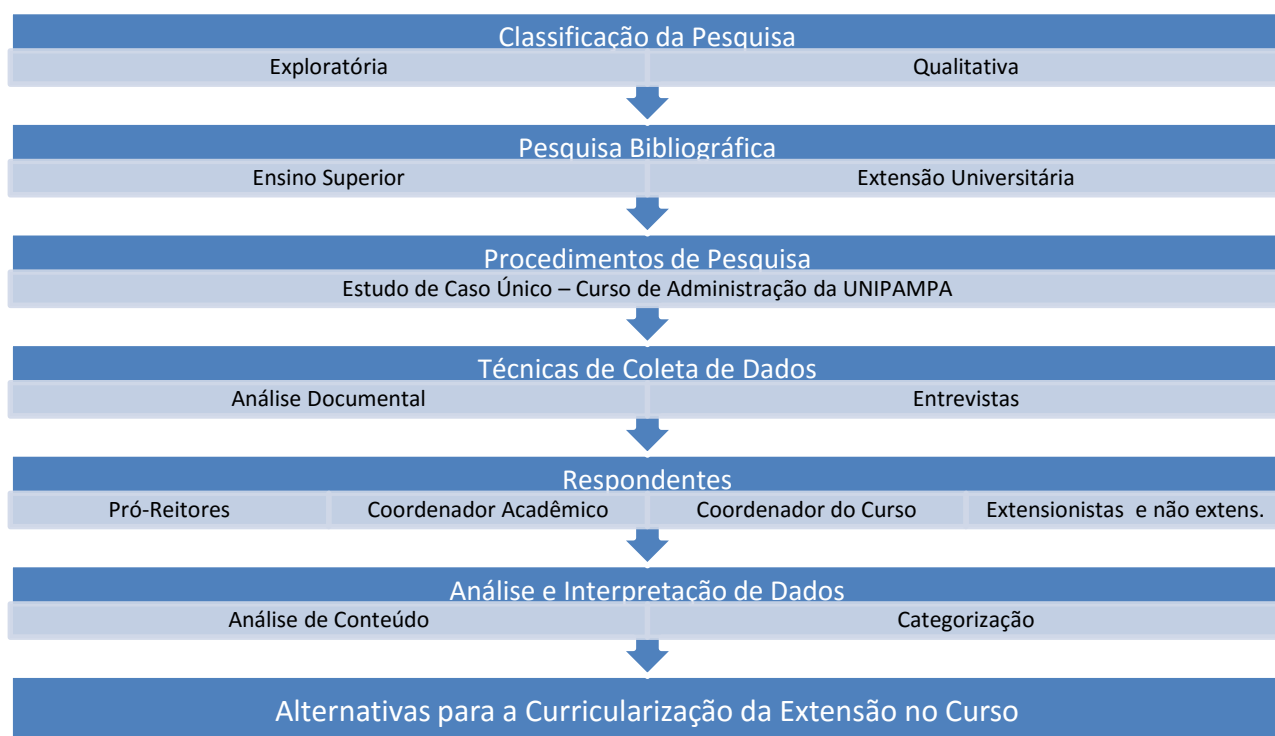 Classificação da Pesquisa
Exploratória Qualitativa
Pesquisa Bibliográfica
Ensino Superior Extensão Universitária
Procedimentos de Pesquisa
Estudo de Caso Único – Curso de Administração da UNIPAMPA
Técnicas de Coleta de Dados
Análise Documental Entrevistas
Respondentes
Pró-Reitores Coordenador Acadêmico Coordenador do Curso Extensionistas e não extens.
Análise e Interpretação de Dados
Análise de Conteúdo Categorização
Alternativas para a Curricularização da Extensão no Curso